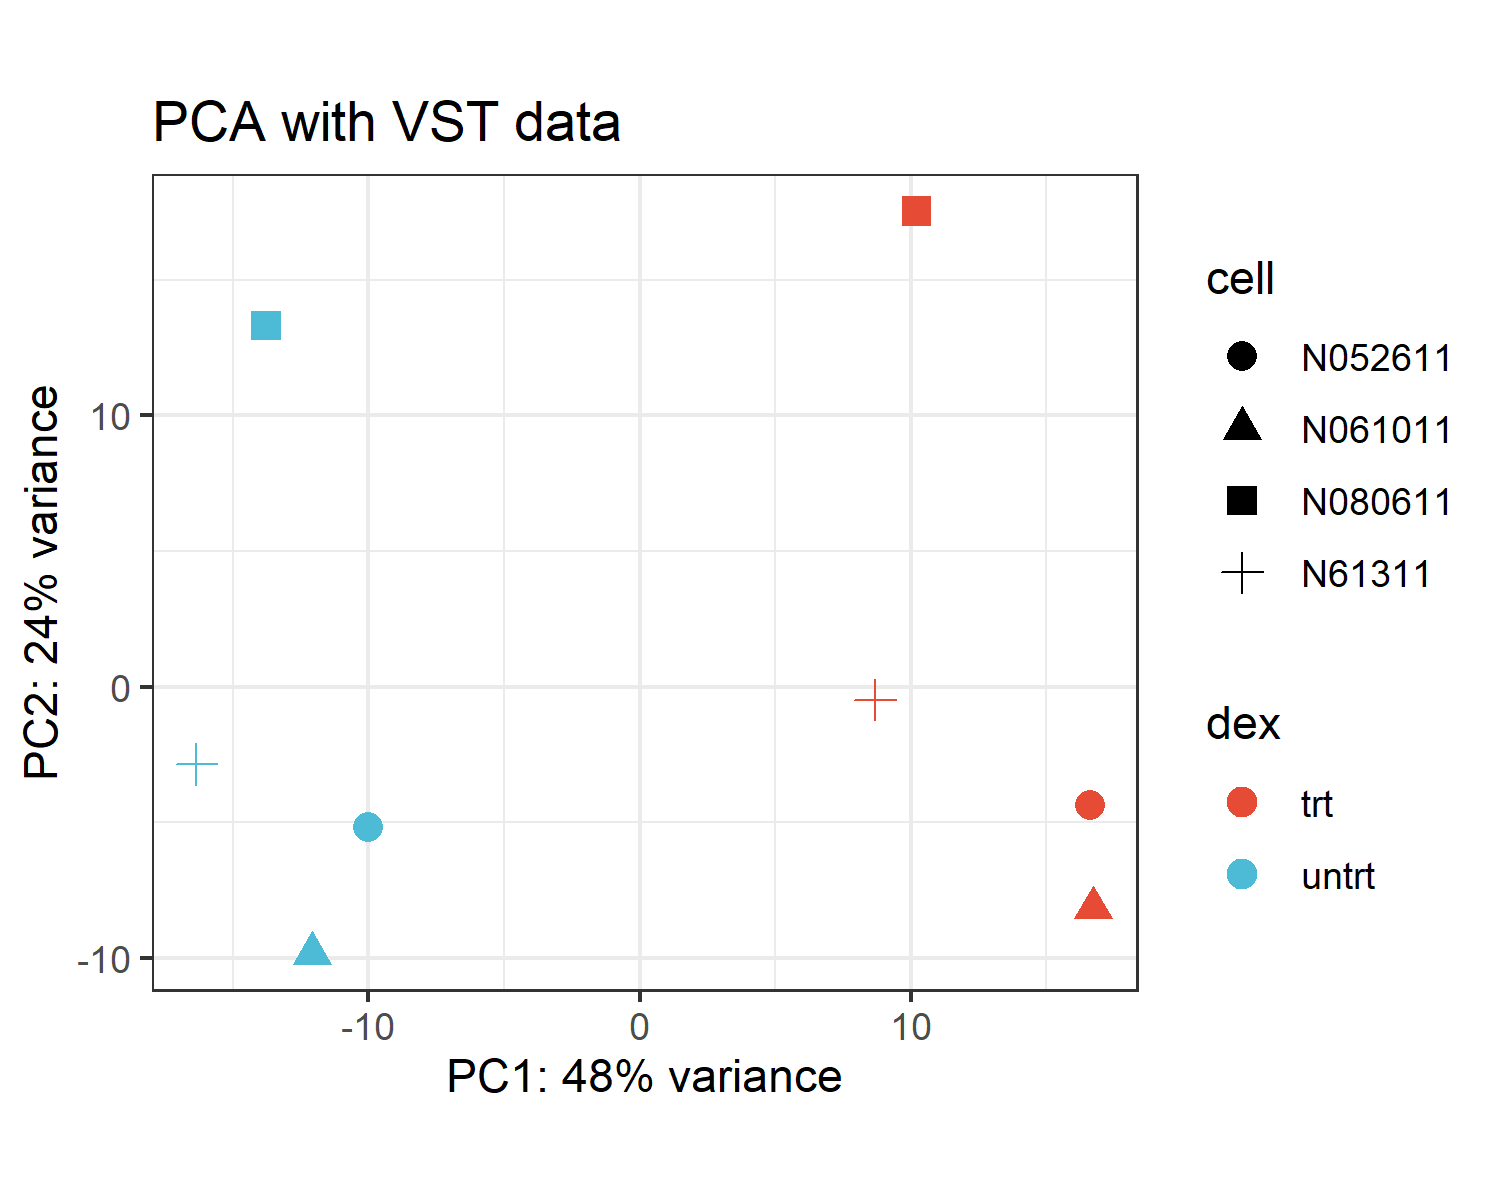 PCA with VST data
PC2: 24% variance
10
0
-10
-10
0
10
PC1: 48% variance
cell
N052611
N061011
N080611
N61311
dex
trt
untrt